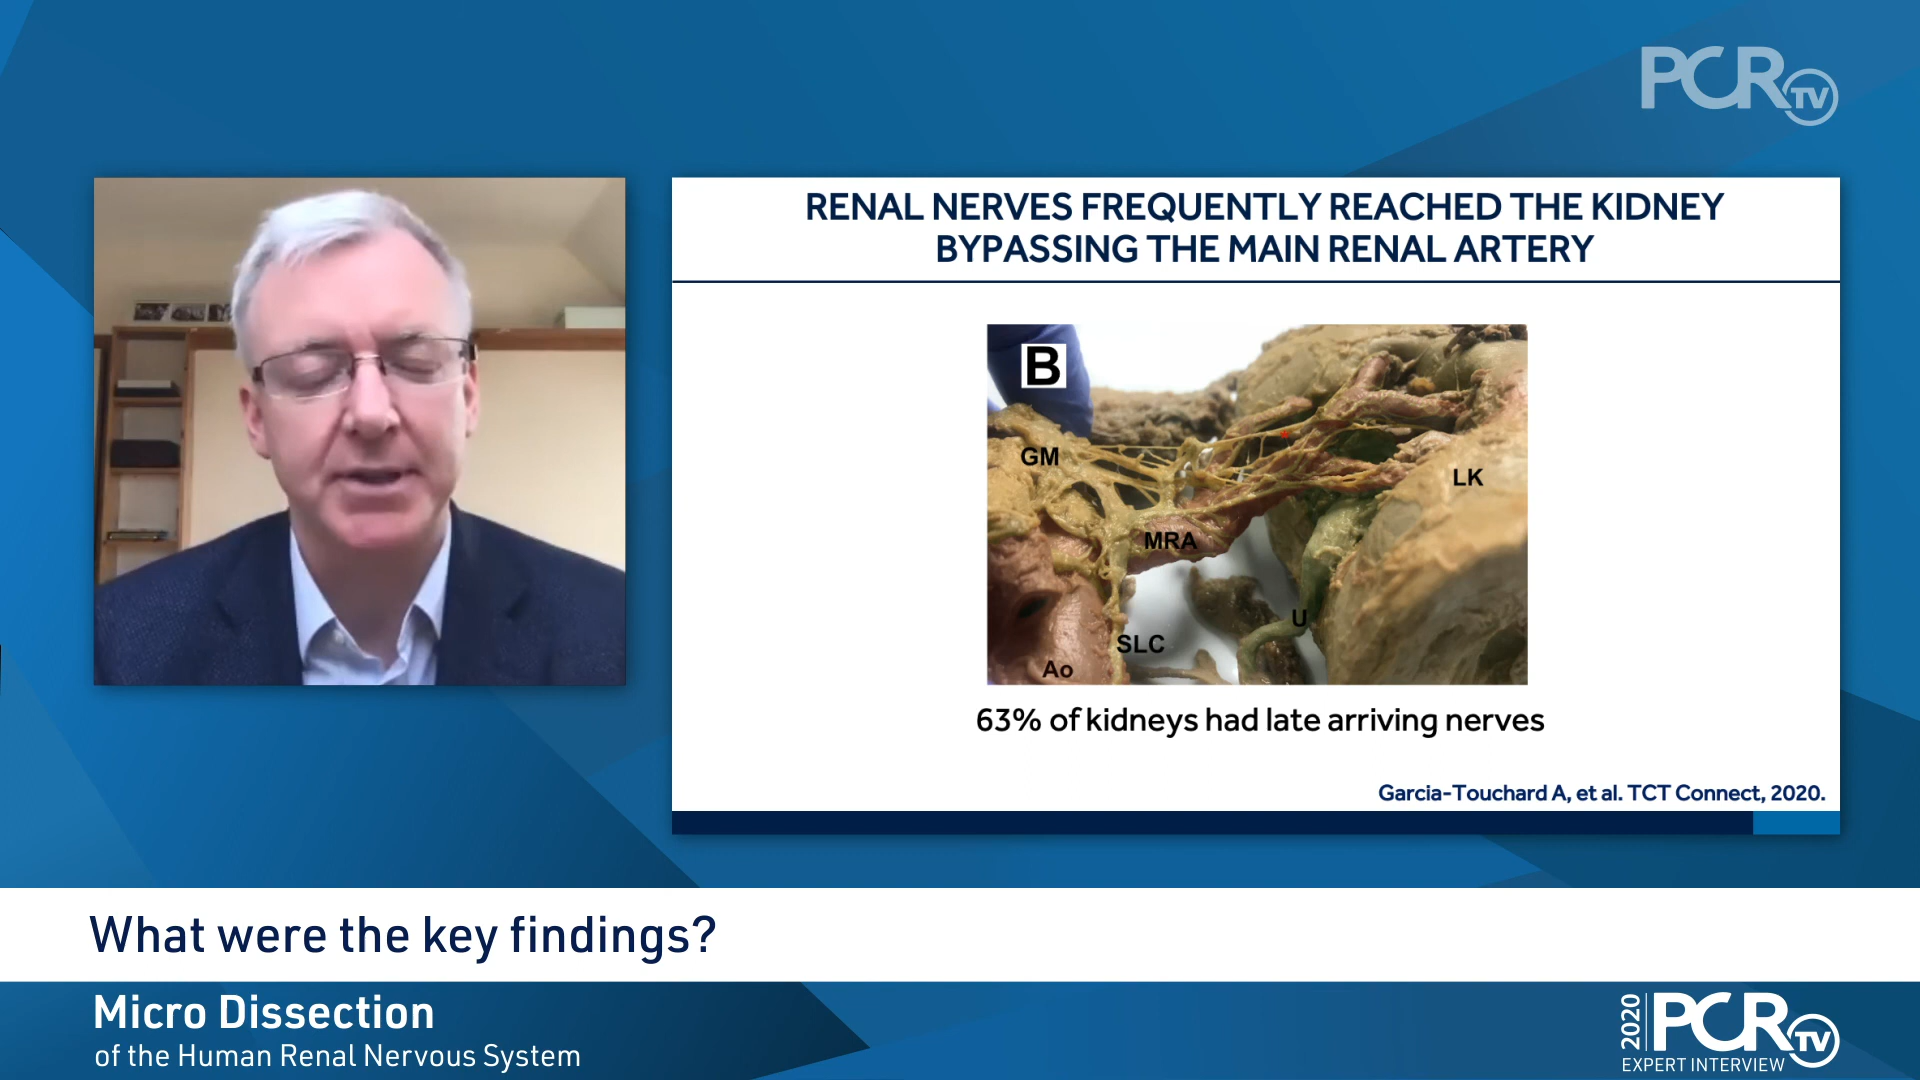 PCR TV
RENAL NERVES FREQUENTLY REACHED THE KIDNEY
BYPASSING THE MAIN RENAL ARTERY
B
GM
LK
MRA
U
SLC
Ao
63% of kidneys had late arriving nerves
Garcia-Touchard A, et al. TCT Connect, 2020.
What were the key findings?
Micro Dissection
of the Human Renal Nervous System
2020 PCR TV
EXPERT INTERVIEW